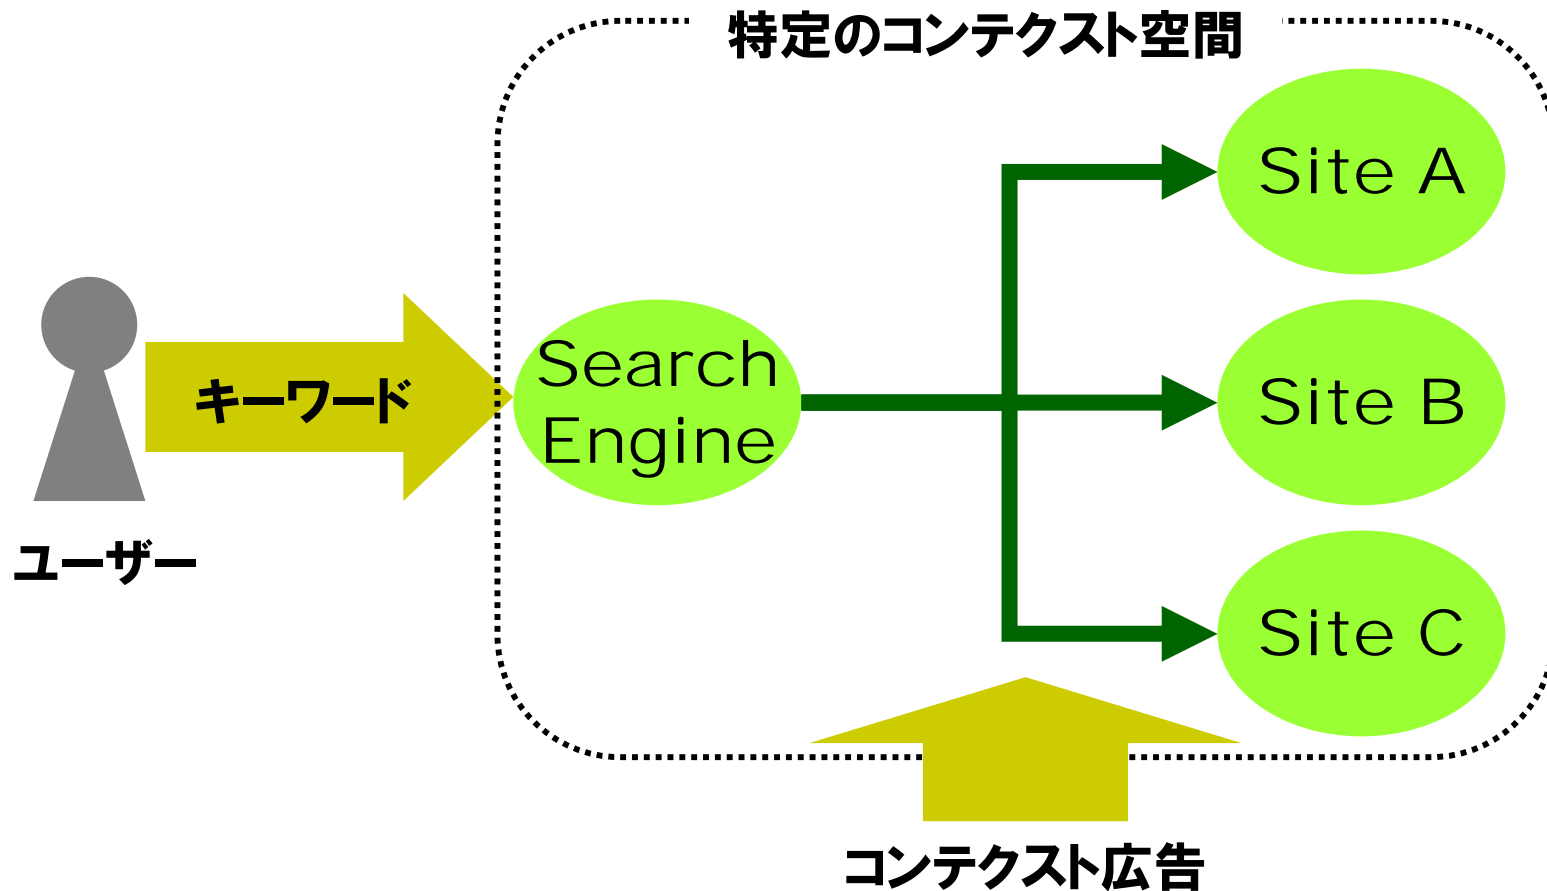 特定のコンテクスト空間
Site A
キーワード
Search
Engine
Site B
ユーザー
Site C
コンテクスト広告